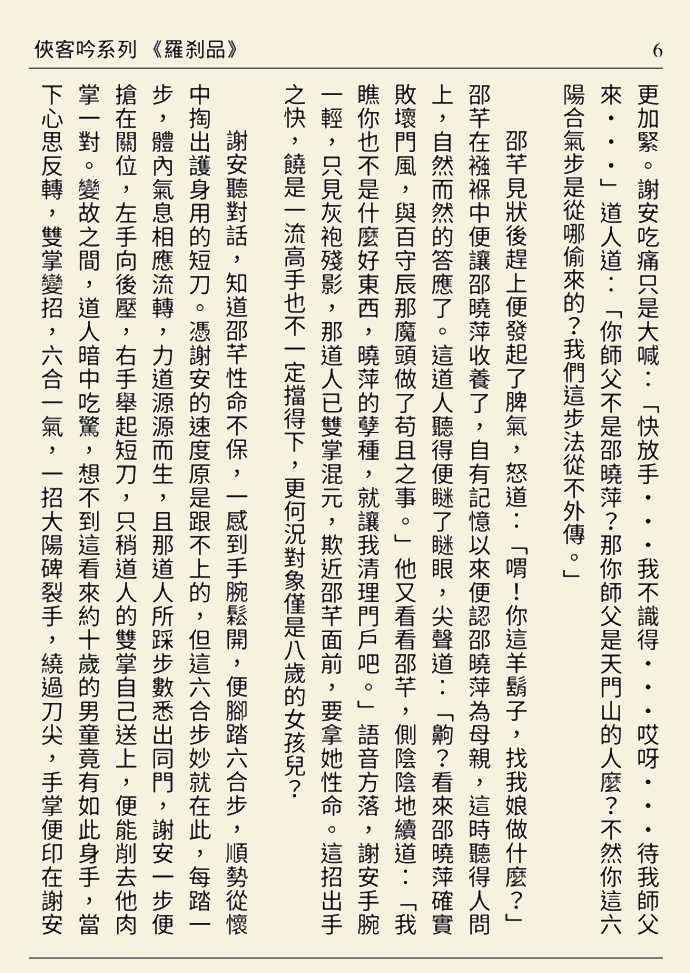 俠客吟系列 《羅剎品》
6
更加緊。謝安吃痛只是大喊：「快放手・・・我不識得・・・哎呀・・・待我師父
來・・・」道人道：「你師父不是邵曉萍？那你師父是天門山的人麼？不然你這六
陽合氣步是從哪偷來的？我們這步法從不外傳。」
邵芊見狀後趕上便發起了脾氣，怒道：「喟！你這羊鬍子，找我娘做什麼？」
邵芊在襁褓中便讓邵曉萍收養了，自有記憶以來便認邵曉萍為母親，這時聽得人問
上，自然而然的答應了。這道人聽得便瞇了瞇眼，尖聲道：「齁？看來邵曉萍確實
敗壞門風，與百守辰那魔頭做了苟且之事。」他又看看邵芊，側陰陰地續道：「我
瞧你也不是什麼好東西，曉萍的孽種，就讓我清理門戶吧。」語音方落，謝安手腕
一輕，只見灰袍殘影，那道人已雙掌混元，欺近邵芊面前，要拿她性命。這招出手
之快，饒是一流高手也不一定擋得下，更何況對象僅是八歲的女孩兒？
謝安聽對話，知道邵芊性命不保，一感到手腕鬆開，便腳踏六合步，順勢從懷
中掏出護身用的短刀。憑謝安的速度原是跟不上的，但這六合步妙就在此，每踏一
步，體內氣息相應流轉，力道源源而生，且那道人所踩步數悉出同門，謝安一步便
搶在關位，左手向後壓，右手舉起短刀，只稍道人的雙掌自己送上，便能削去他肉
掌一對。變故之間，道人暗中吃驚，想不到這看來約十歲的男童竟有如此身手，當
下心思反轉，雙掌變招，六合一氣，一招大陽碑裂手，繞過刀尖，手掌便印在謝安